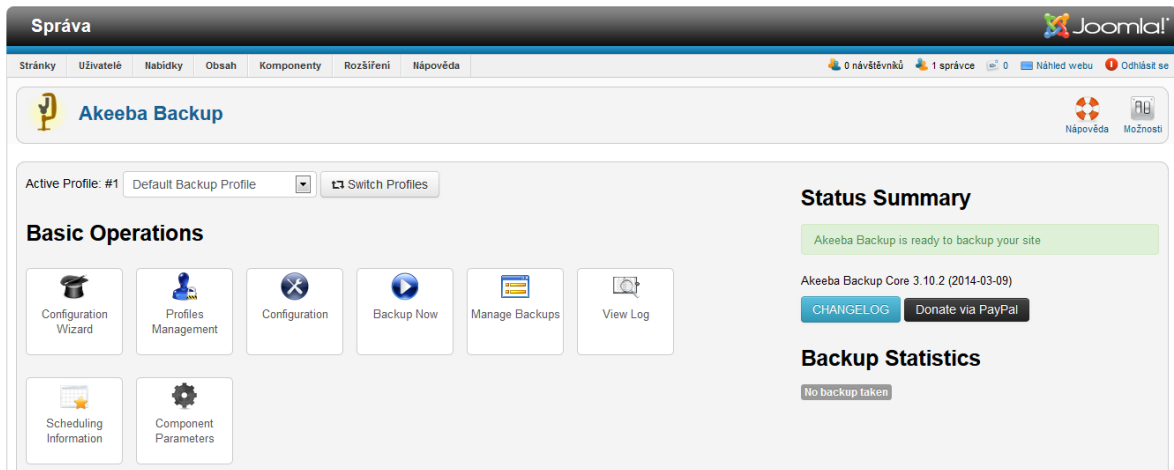 Správa
Joomla!
Stránky Uživatelé Nabídky Obsah Komponenty Rozšíření Nápověda 0 návštěvníků 1 správce 0 Náhled webu Odhlásit se
Akeeba Backup
Nápověda Možnosti
Active Profile: #1 Default Backup Profile Switch Profiles
Basic Operations
Configuration
Wizard
Profiles
Management
Configuration
Backup Now
Manage Backups
View Log
Scheduling
Information
Component
Parameters
Status Summary
Akeeba Backup is ready to backup your site
Akeeba Backup Core 3.10.2 (2014-03-09)
CHANGELOG Donate via PayPal
Backup Statistics
No backup taken